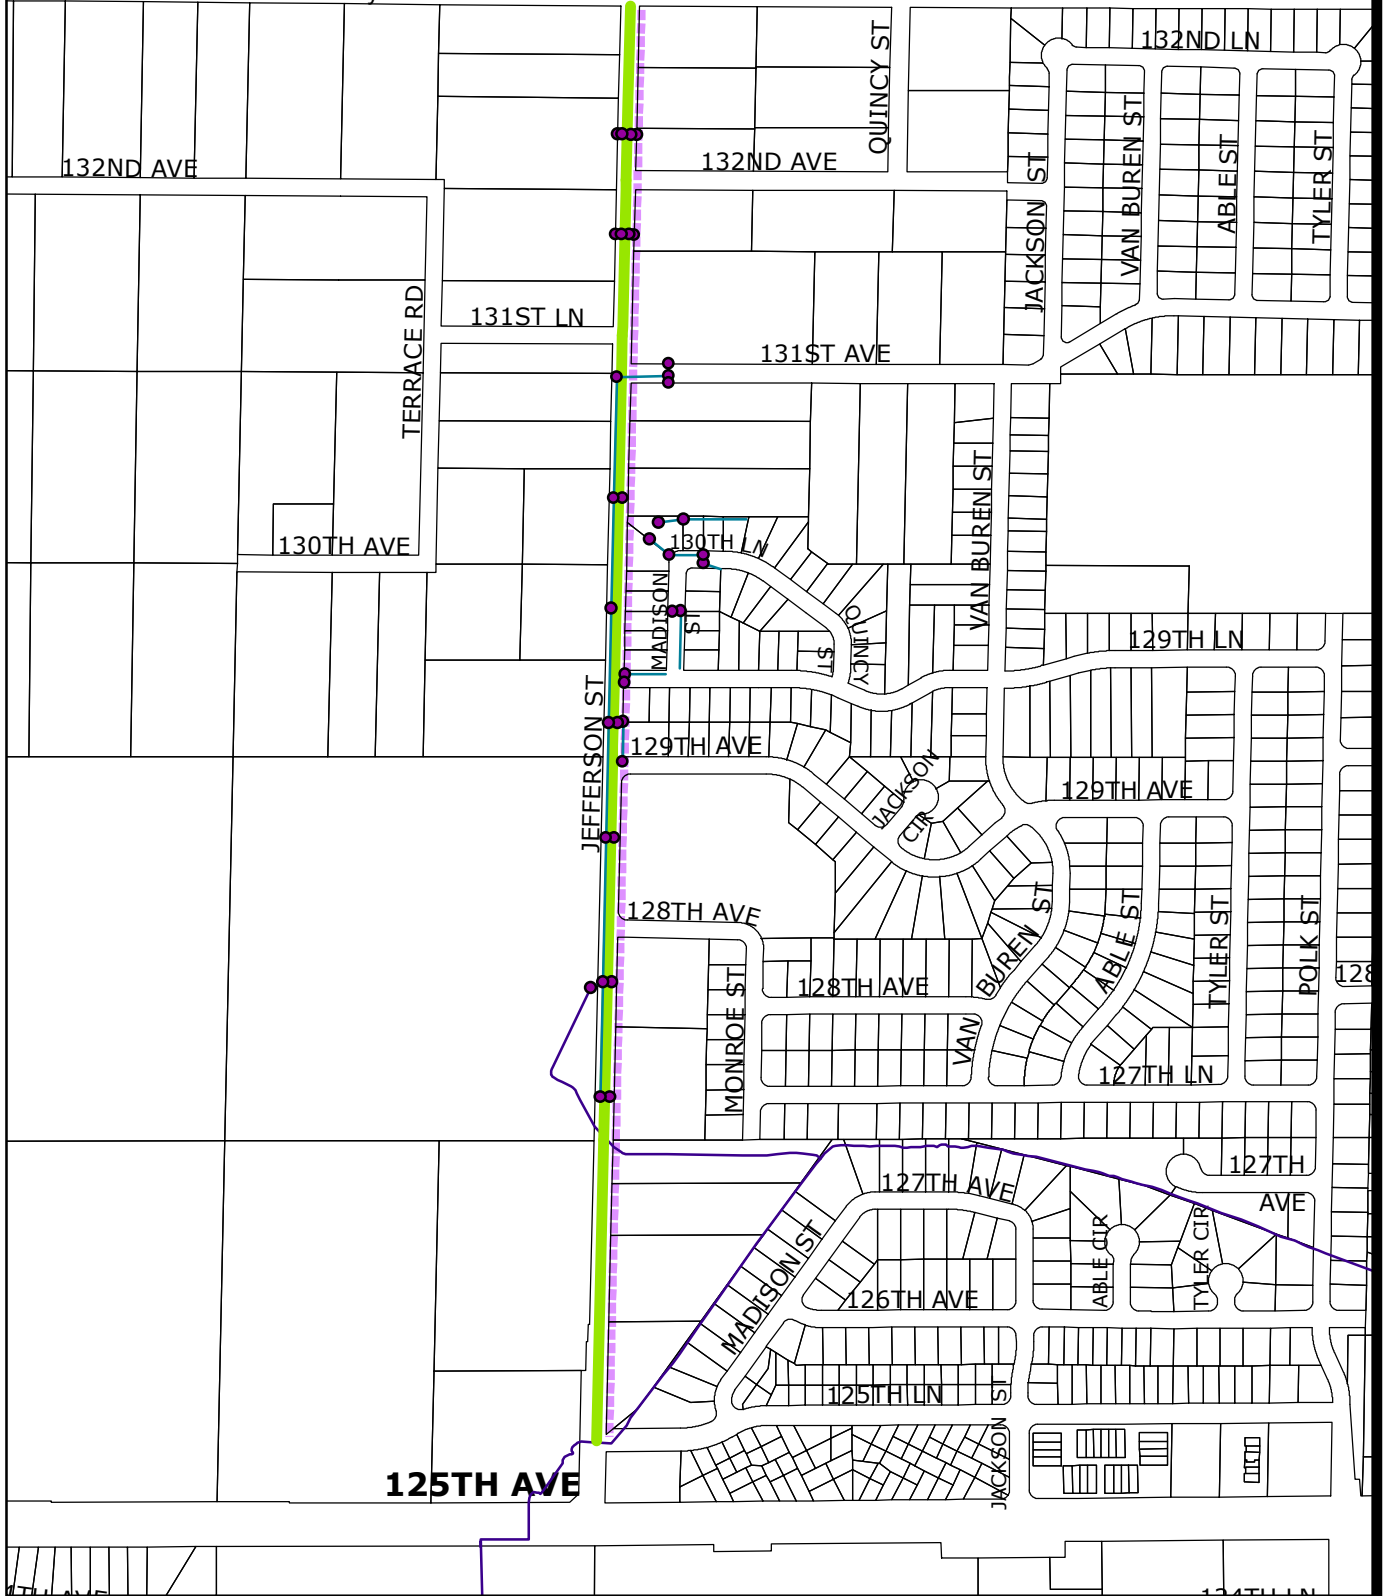 132ND LN
QUINCY ST
132ND AVE
132ND AVE
JACKSON ST
VAN BUREN ST
ABLE ST
TYLER ST
TERRACE RD
131ST LN
131ST AVE
130TH AVE
130TH LN
MADISON ST
QUINCY ST
VAN BUREN ST
129TH LN
JEFFERSON ST
129TH AVE
JACKSON CIR
129TH AVE
128TH AVE
VAN BUREN ST
ABLE ST
TYLER ST
POLK ST
128
128TH AVE
MONROE ST
127TH LN
127TH AVE
127TH AVE
MADISON ST
ABLE CIR
TYLER CIR
126TH AVE
125TH LN
JACKSON ST
125TH AVE
124TH LN